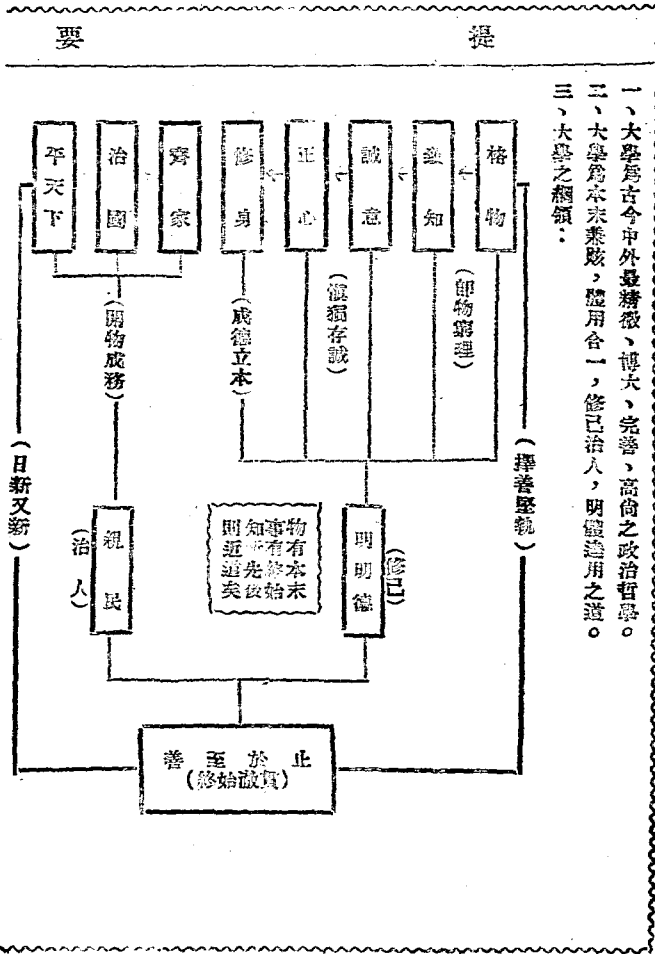 提要
一、大學爲古今中外最精微、博大、完善、高尚之政治哲學。
二、大學爲本末兼賅,體用合一,修己治人,明體達用之道。
三、大學之綱領:
格物
致知
誠意
正心
修身
齊家
治國
平天下
(卽物窮理)
(愼獨存誠)
(成德立本)
(開物成務)
(擇善堅執)
(日新又新)
(修己)
明明德
物有本末
事有終始
知所先後
則近道矣
親民
(治人)
止於至善
(終始敬貫)